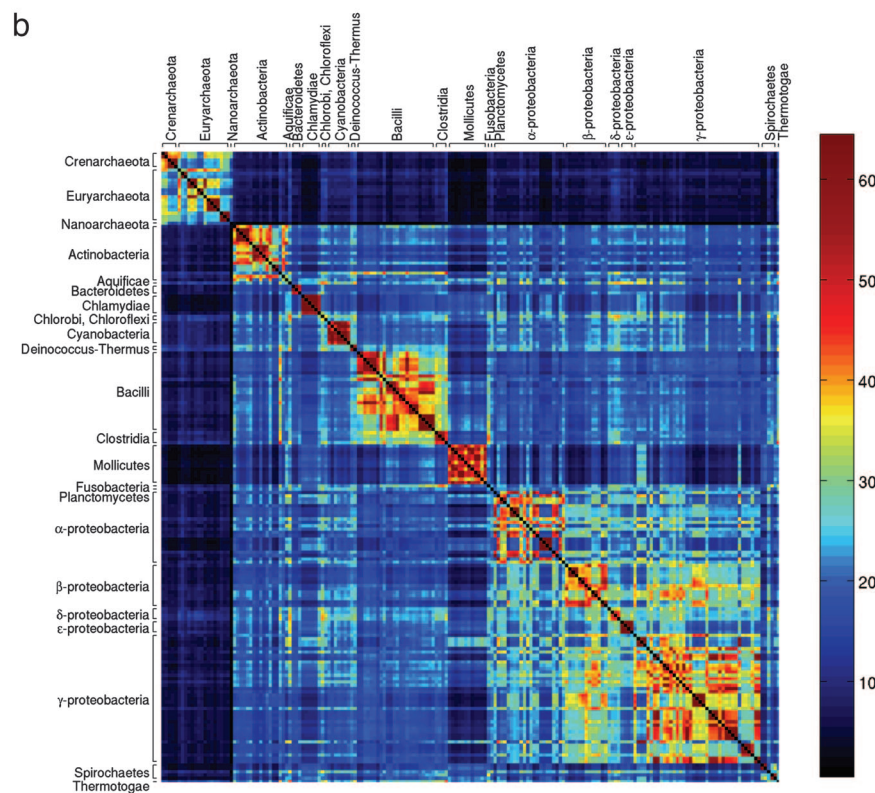 b
Crenarchaeota
Euryarchaeota
Nanoarchaeota
Actinobacteria
Aquificae
Bacteroidetes
Chlamydiae
Chlorobi, Chloroflexi
Cyanobacteria
Deinococcus-Thermus
Bacilli
Clostridia
Mollicutes
Fusobacteria
Planctomycetes
α-proteobacteria
β-proteobacteria
δ-proteobacteria
ε-proteobacteria
γ-proteobacteria
Spirochaetes
Thermotogae
Crenarchaeota
Euryarchaeota
Nanoarchaeota
Actinobacteria
Aquificae
Bacteroidetes
Chlamydiae
Chlorobi, Chloroflexi
Cyanobacteria
Deinococcus-Thermus
Bacilli
Clostridia
Mollicutes
Fusobacteria
Planctomycetes
α-proteobacteria
β-proteobacteria
δ-proteobacteria
ε-proteobacteria
γ-proteobacteria
Spirochaetes
Thermotogae
60
50
40
30
20
10